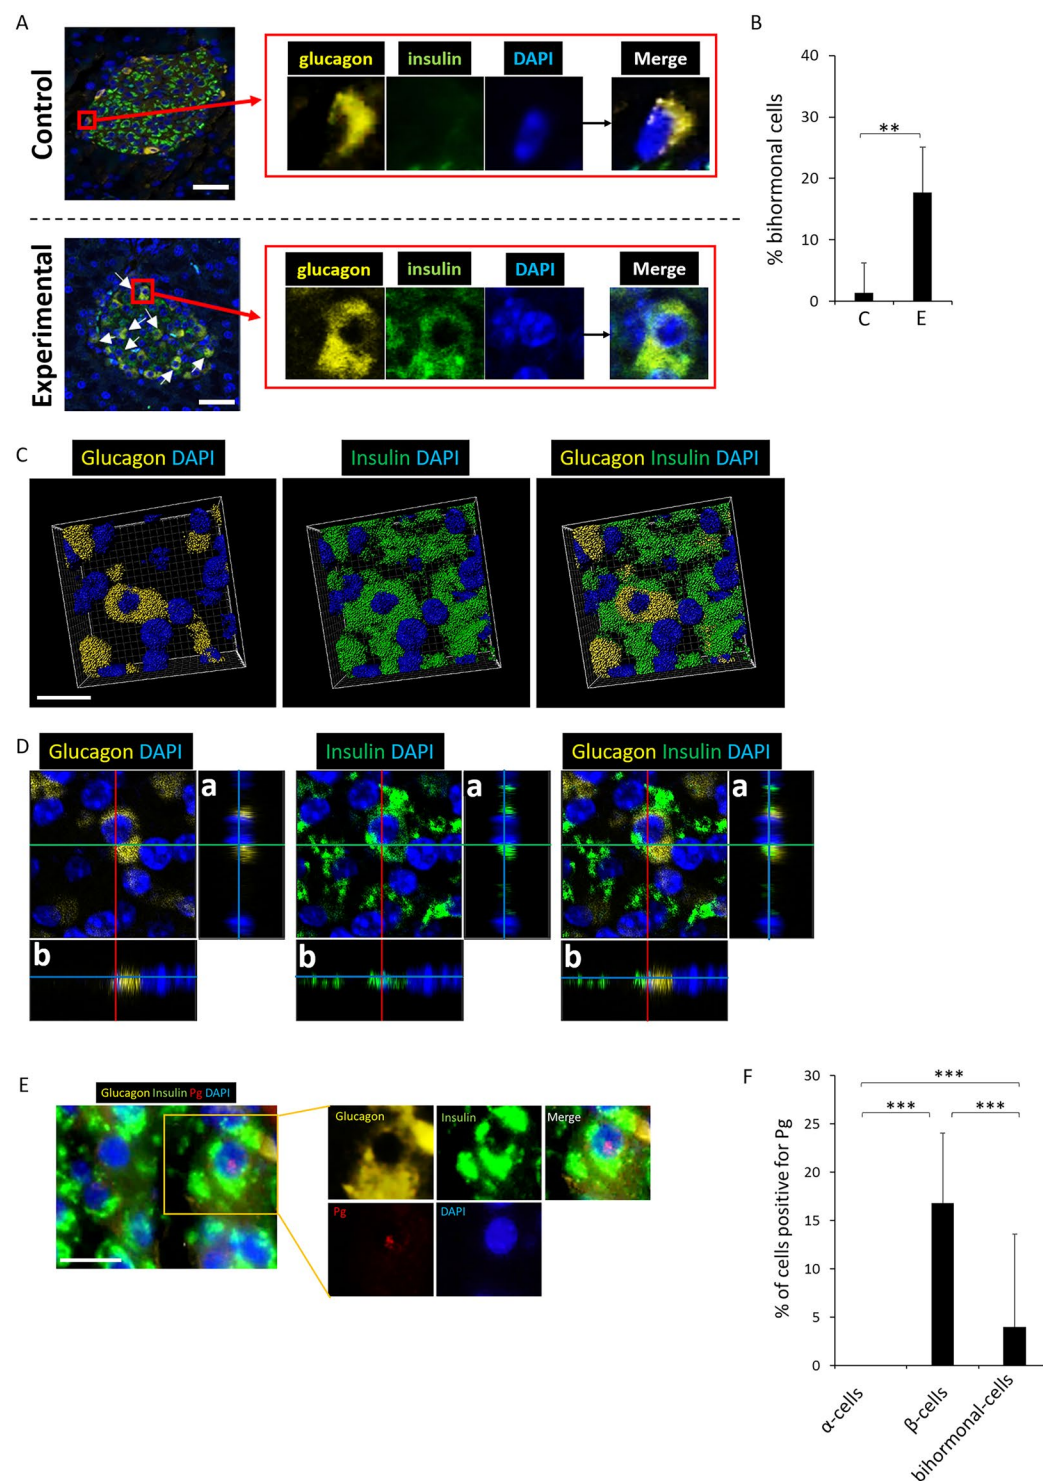 A
Control
glucagon insulin DAPI Merge
B
% bihormonal cells
40
30
20
10
0
**
C E
Experimental
glucagon insulin DAPI Merge
C
Glucagon DAPI
Insulin DAPI
Glucagon Insulin DAPI
D
Glucagon DAPI
a
b
Insulin DAPI
a
b
Glucagon Insulin DAPI
a
b
E
Glucagon Insulin Pg DAPI
Glucagon
Insulin
Merge
Pg
DAPI
F
% of cells positive for Pg
30
25
20
15
10
5
0
***
*** ***
α-cells
β-cells
bihormonal-cells